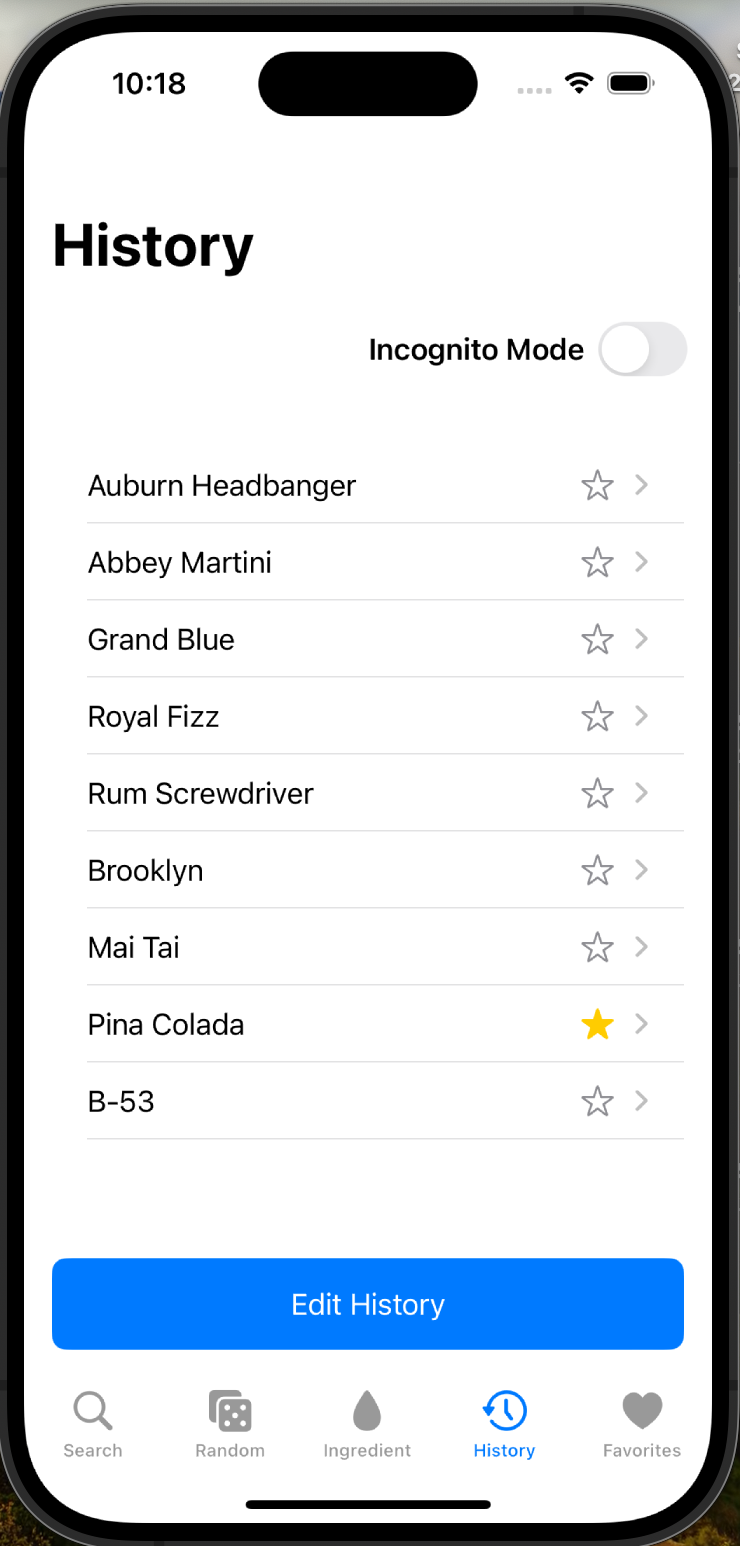 10:18
History
Incognito Mode
Auburn Headbanger
Abbey Martini
Grand Blue
Royal Fizz
Rum Screwdriver
Brooklyn
Mai Tai
Pina Colada
B-53
Edit History
Search Random Ingredient History Favorites